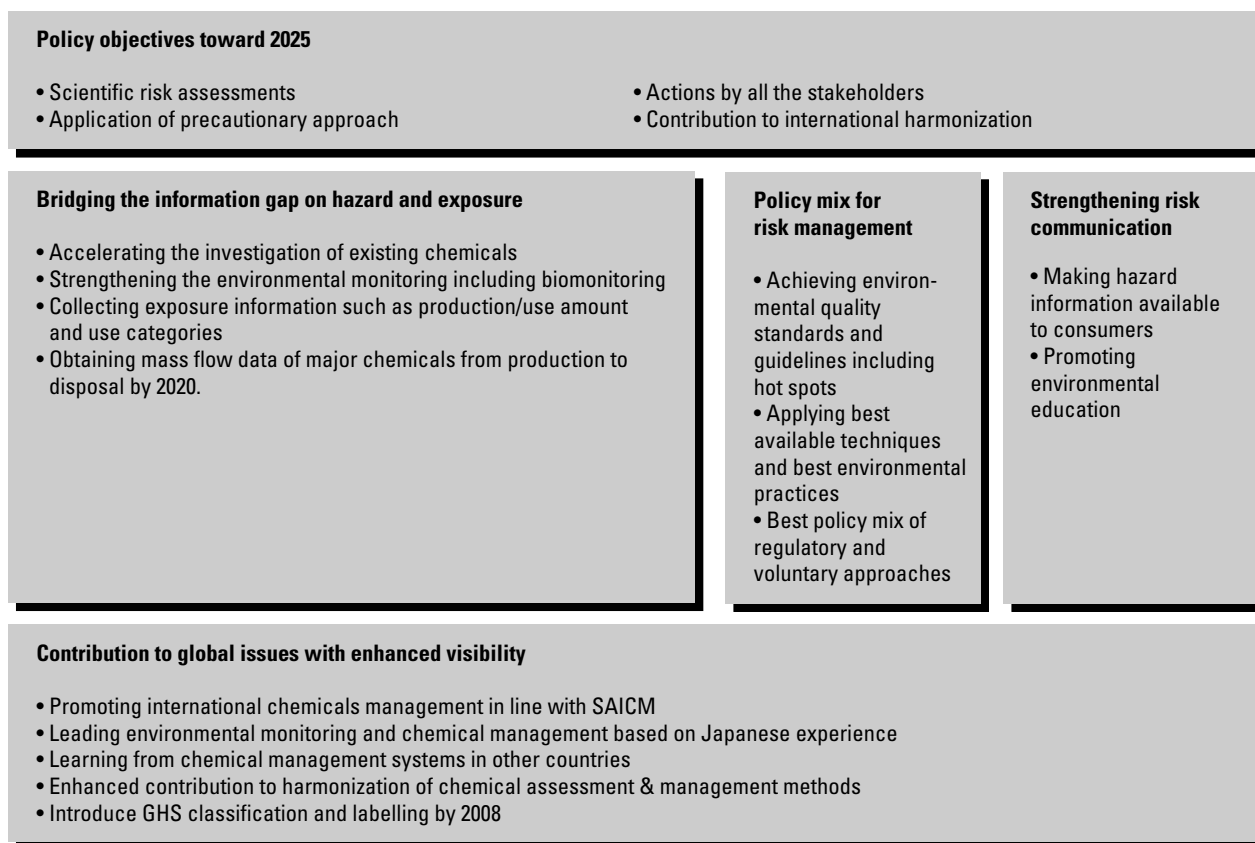 Policy objectives toward 2025
• Scientific risk assessments
• Application of precautionary approach
• Actions by all the stakeholders
• Contribution to international harmonization
Bridging the information gap on hazard and exposure
• Accelerating the investigation of existing chemicals
• Strengthening the environmental monitoring including biomonitoring
• Collecting exposure information such as production/use amount
and use categories
• Obtaining mass flow data of major chemicals from production to
disposal by 2020.
Policy mix for
risk management
• Achieving environ-
mental quality
standards and
guidelines including
hot spots
• Applying best
available techniques
and best environmental
practices
• Best policy mix of
regulatory and
voluntary approaches
Strengthening risk
communication
• Making hazard
information available
to consumers
• Promoting
environmental
education
Contribution to global issues with enhanced visibility
• Promoting international chemicals management in line with SAICM
• Leading environmental monitoring and chemical management based on Japanese experience
• Learning from chemical management systems in other countries
• Enhanced contribution to harmonization of chemical assessment & management methods
• Introduce GHS classification and labelling by 2008